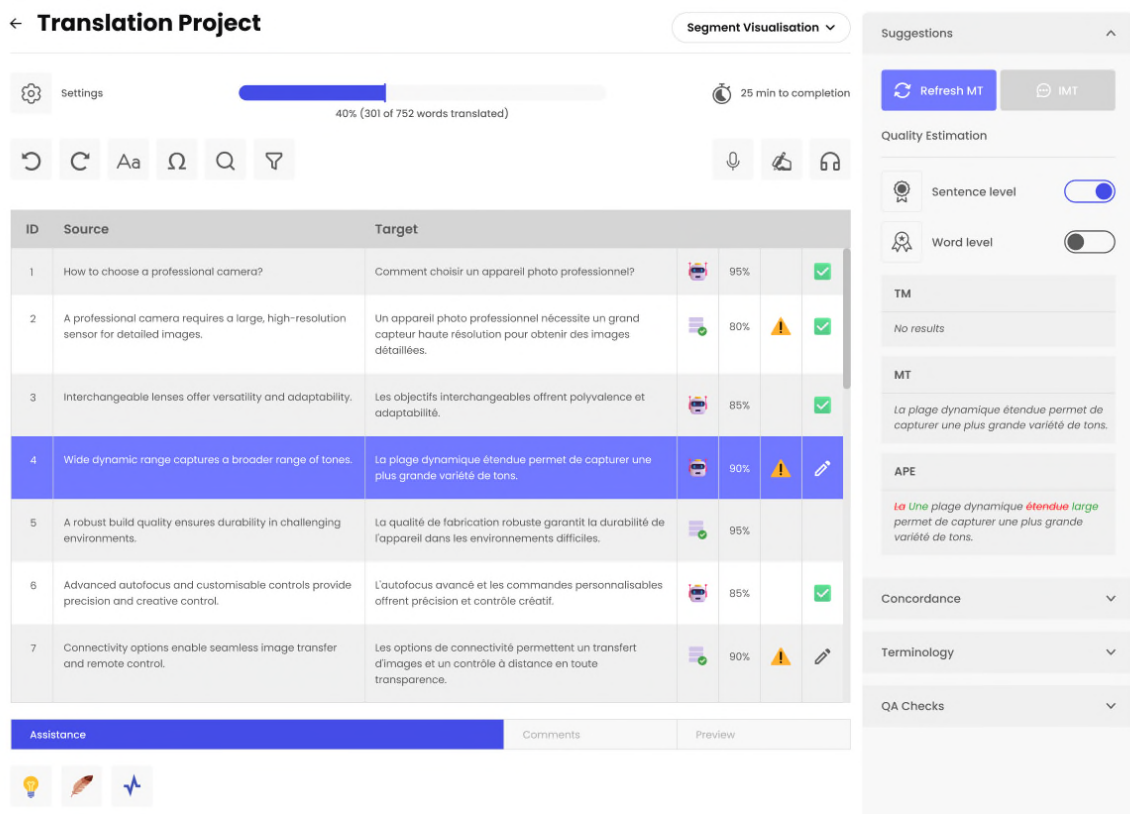 Translation Project
Segment Visualisation
Settings
40% (301 of 752 words translated)
25 min to completion
Aa
Ω
ID Source Target
1 How to choose a professional camera? Comment choisir un appareil photo professionnel? 95%
2 A professional camera requires a large, high-resolution
sensor for detailed images.
Un appareil photo professionnel nécessite un grand
capteur haute résolution pour obtenir des images
détaillées.
80%
3 Interchangeable lenses offer versatility and adaptability.
Les objectifs interchangeables offrent polyvalence et
adaptabilité.
85%
4 Wide dynamic range captures a broader range of tones.
La plage dynamique étendue permet de capturer une
plus grande variété de tons.
90%
5 A robust build quality ensures durability in challenging
environments.
La qualité de fabrication robuste garantit la durabilité de
l'appareil dans les environnements difficiles.
95%
6 Advanced autofocus and customisable controls provide
precision and creative control.
L'autofocus avancé et les commandes personnalisables
offrent précision et contrôle créatif.
85%
7 Connectivity options enable seamless image transfer
and remote control.
Les options de connectivité permettent un transfert
d'images et un contrôle à distance en toute
transparence.
90%
Assistance
Comments
Preview
Suggestions
Refresh MT
IMT
Quality Estimation
Sentence level
Word level
TM
No results
MT
La plage dynamique étendue permet de
capturer une plus grande variété de tons.
APE
La Une plage dynamique étendue large
permet de capturer une plus grande
variété de tons.
Concordance
Terminology
QA Checks